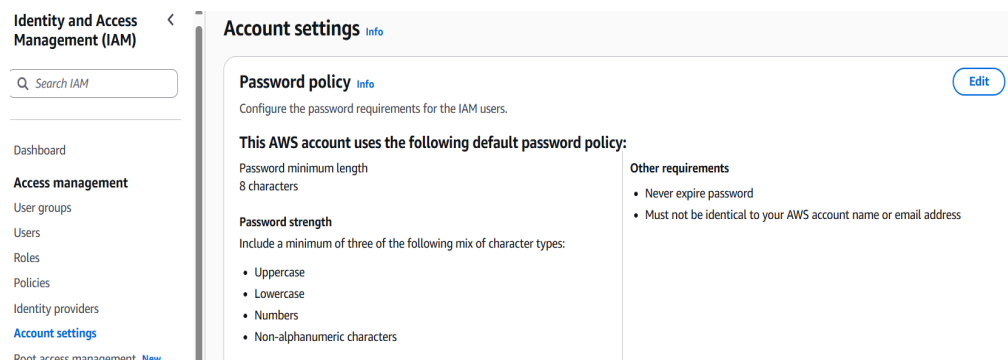 Identity and Access
Management (IAM)
Search IAM
Dashboard
Access management
User groups
Users
Roles
Policies
Identity providers
Account settings
Root access management New
Account settings Info
Password policy Info
Edit
Configure the password requirements for the IAM users.
This AWS account uses the following default password policy:
Password minimum length
8 characters
Password strength
Include a minimum of three of the following mix of character types:
• Uppercase
• Lowercase
• Numbers
• Non-alphanumeric characters
Other requirements
• Never expire password
• Must not be identical to your AWS account name or email address